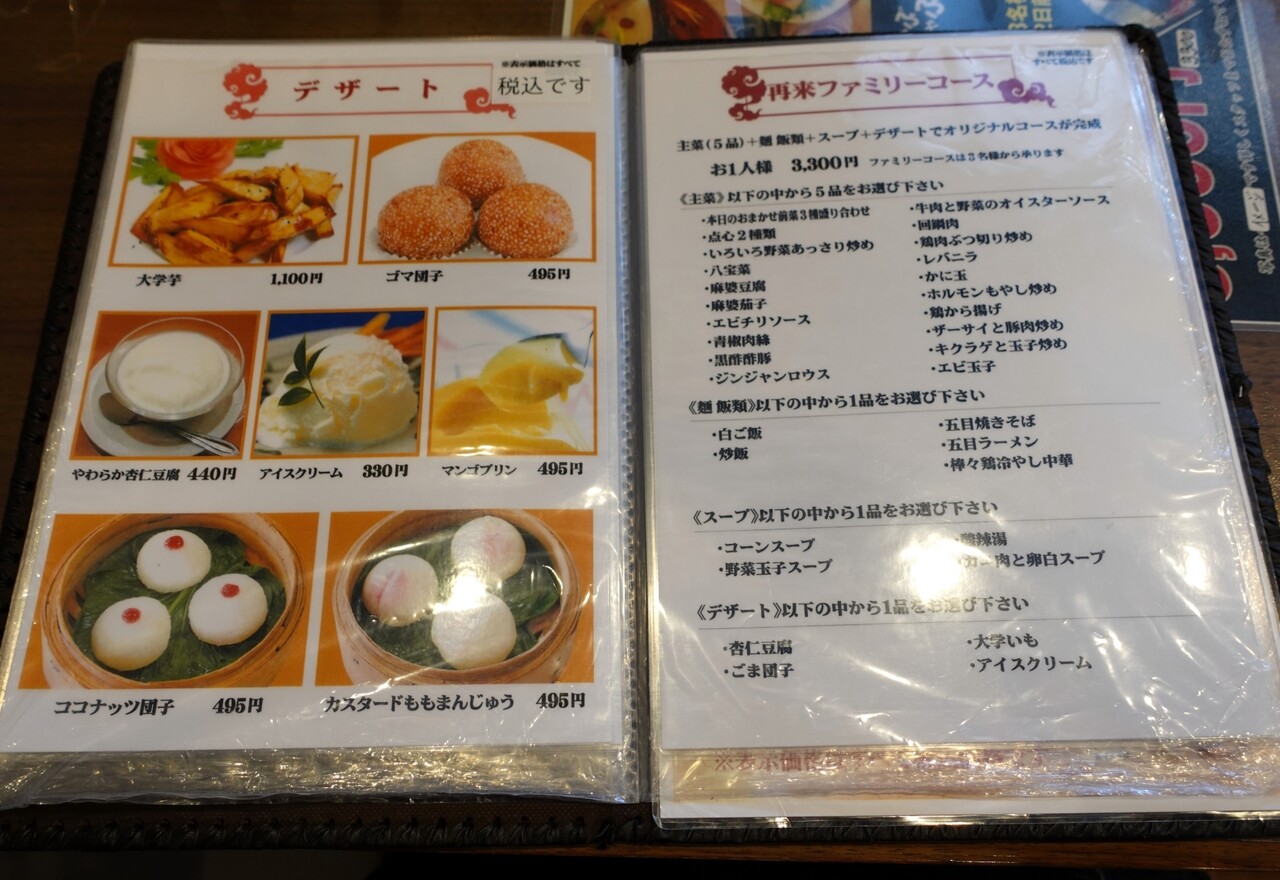 ※表示価格はすべて
税込です
デザート
大学芋 1,100円
ゴマ団子 495円
やわらか杏仁豆腐 440円
アイスクリーム 330円
マンゴプリン 495円
ココナッツ団子 495円
カスタードももまんじゅう 495円
※表示価格は
すべて税込です
再来ファミリーコース
主菜(5品)+麺飯類+スープ+デザートでオリジナルコースが完成
お1人様 3,300円 ファミリーコースは3名様から承ります
《主菜》以下の中から5品をお選び下さい
・本日のおまかせ前菜3種盛り合わせ
・点心2種類
・いろいろ野菜あっさり炒め
・八宝菜
・麻婆豆腐
・麻婆茄子
・エビチリソース
・青椒肉絲
・黒酢酢豚
・ジンジャンロウス
・牛肉と野菜のオイスターソース
・回鍋肉
・鶏肉ぶつ切り炒め
・レバニラ
・かに玉
・ホルモンもやし炒め
・鶏から揚げ
・ザーサイと豚肉炒め
・キクラゲと玉子炒め
・エビ玉子
《麺飯類》以下の中から1品をお選び下さい
・白ご飯
・炒飯
・五目焼きそば
・五目ラーメン
・棒々鶏冷やし中華
《スープ》以下の中から1品をお選び下さい
・コーンスープ
・野菜玉子スープ
酸辣湯
肉と卵白スープ
《デザート》以下の中から1品をお選び下さい
・杏仁豆腐
・ごま団子
・大学いも
・アイスクリーム
※表示価格は